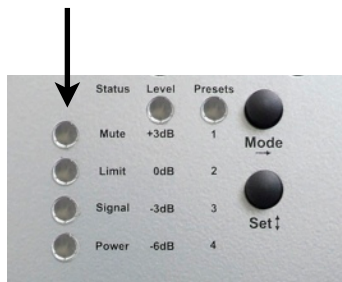 Status Level Presets
Mute +3dB 1
Mode →
Limit 0dB 2
Signal -3dB 3
Set ↕
Power -6dB 4